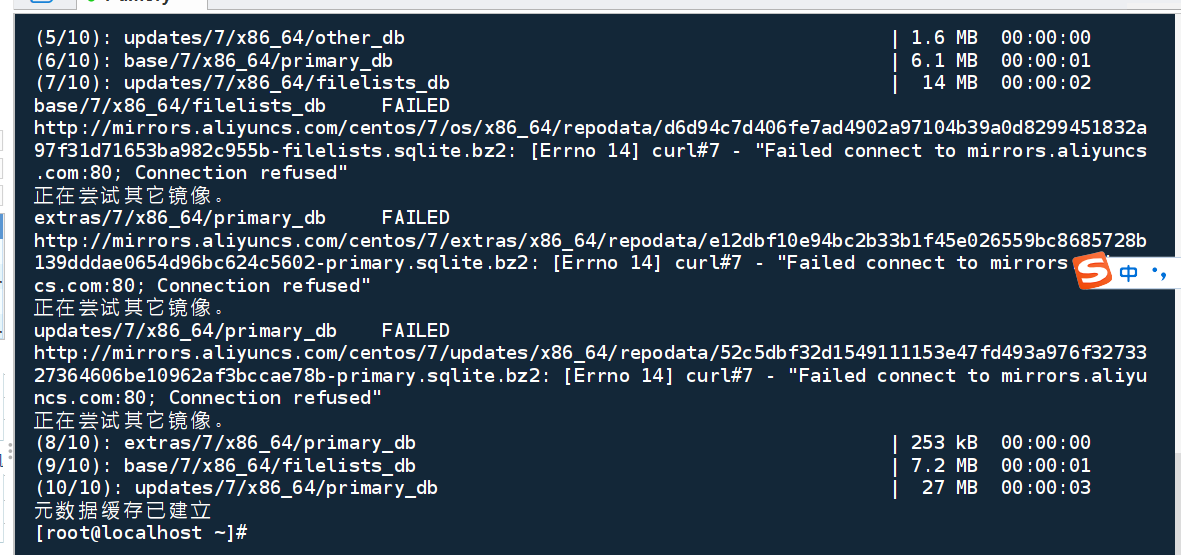 (5/10): updates/7/x86_64/other_db | 1.6 MB 00:00:00
(6/10): base/7/x86_64/primary_db | 6.1 MB 00:00:01
(7/10): updates/7/x86_64/filelists_db | 14 MB 00:00:02
base/7/x86_64/filelists_db FAILED
http://mirrors.aliyuncs.com/centos/7/os/x86_64/repodata/d6d94c7d406fe7ad4902a97104b39a0d8299451832a
97f31d71653ba982c955b-filelists.sqlite.bz2: [Errno 14] curl#7 - "Failed connect to mirrors.aliyuncs
.com:80; Connection refused"
正在尝试其它镜像。
extras/7/x86_64/primary_db FAILED
http://mirrors.aliyuncs.com/centos/7/extras/x86_64/repodata/e12dbf10e94bc2b33b1f45e026559bc8685728b
139dddae0654d96bc624c5602-primary.sqlite.bz2: [Errno 14] curl#7 - "Failed connect to mirrors
cs.com:80; Connection refused"
正在尝试其它镜像。
updates/7/x86_64/primary_db FAILED
http://mirrors.aliyuncs.com/centos/7/updates/x86_64/repodata/52c5dbf32d1549111153e47fd493a976f3273
27364606be10962af3bccae78b-primary.sqlite.bz2: [Errno 14] curl#7 - "Failed connect to mirrors.aliyu
ncs.com:80; Connection refused"
正在尝试其它镜像。
(8/10): extras/7/x86_64/primary_db | 253 kB 00:00:00
(9/10): base/7/x86_64/filelists_db | 7.2 MB 00:00:01
(10/10): updates/7/x86_64/primary_db | 27 MB 00:00:03
元数据缓存已建立
[root@localhost ~]#
S 中 •,